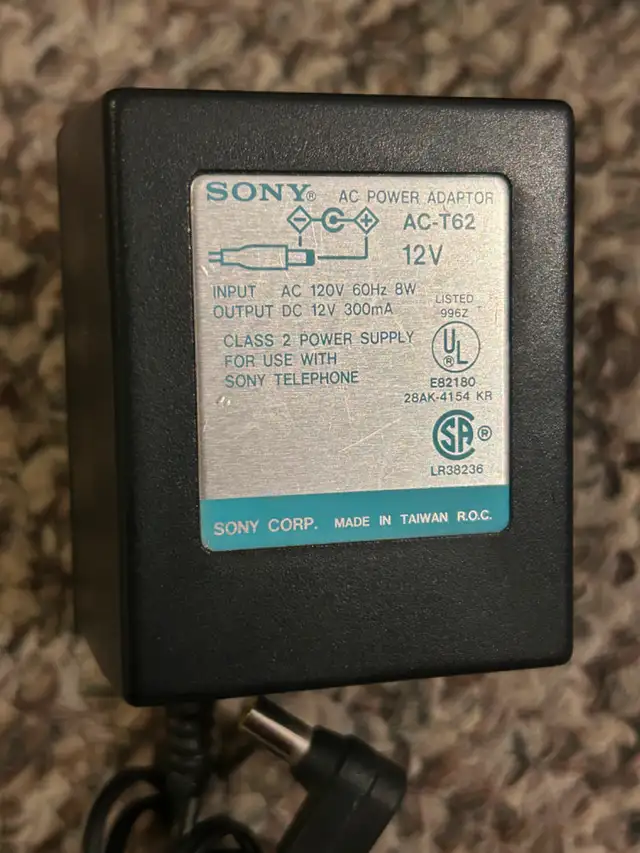 SONY® AC POWER ADAPTOR
AC-T62
12V
INPUT AC 120V 60Hz 8W
OUTPUT DC 12V 300mA
CLASS 2 POWER SUPPLY
FOR USE WITH
SONY TELEPHONE
LISTED
996Z
UL®
E82180
28AK-4154 KR
SA®
LR38236
SONY CORP. MADE IN TAIWAN R.O.C.